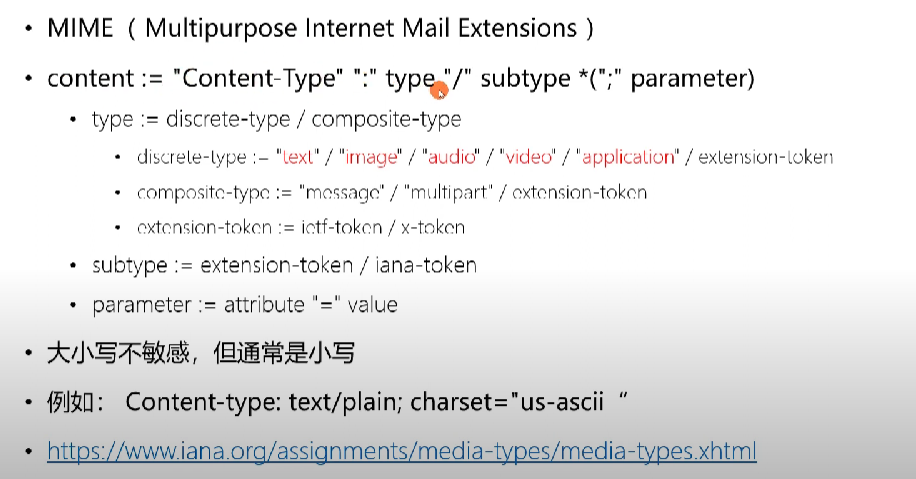 • MIME（Multipurpose Internet Mail Extensions）
• content := "Content-Type" ":" type "/" subtype *(";" parameter)
• type := discrete-type / composite-type
• discrete-type := "text" / "image" / "audio" / "video" / "application" / extension-token
• composite-type := "message" / "multipart" / extension-token
• extension-token := ietf-token / x-token
• subtype := extension-token / iana-token
• parameter := attribute "=" value
• 大小写不敏感，但通常是小写
• 例如： Content-type: text/plain; charset="us-ascii“
• https://www.iana.org/assignments/media-types/media-types.xhtml